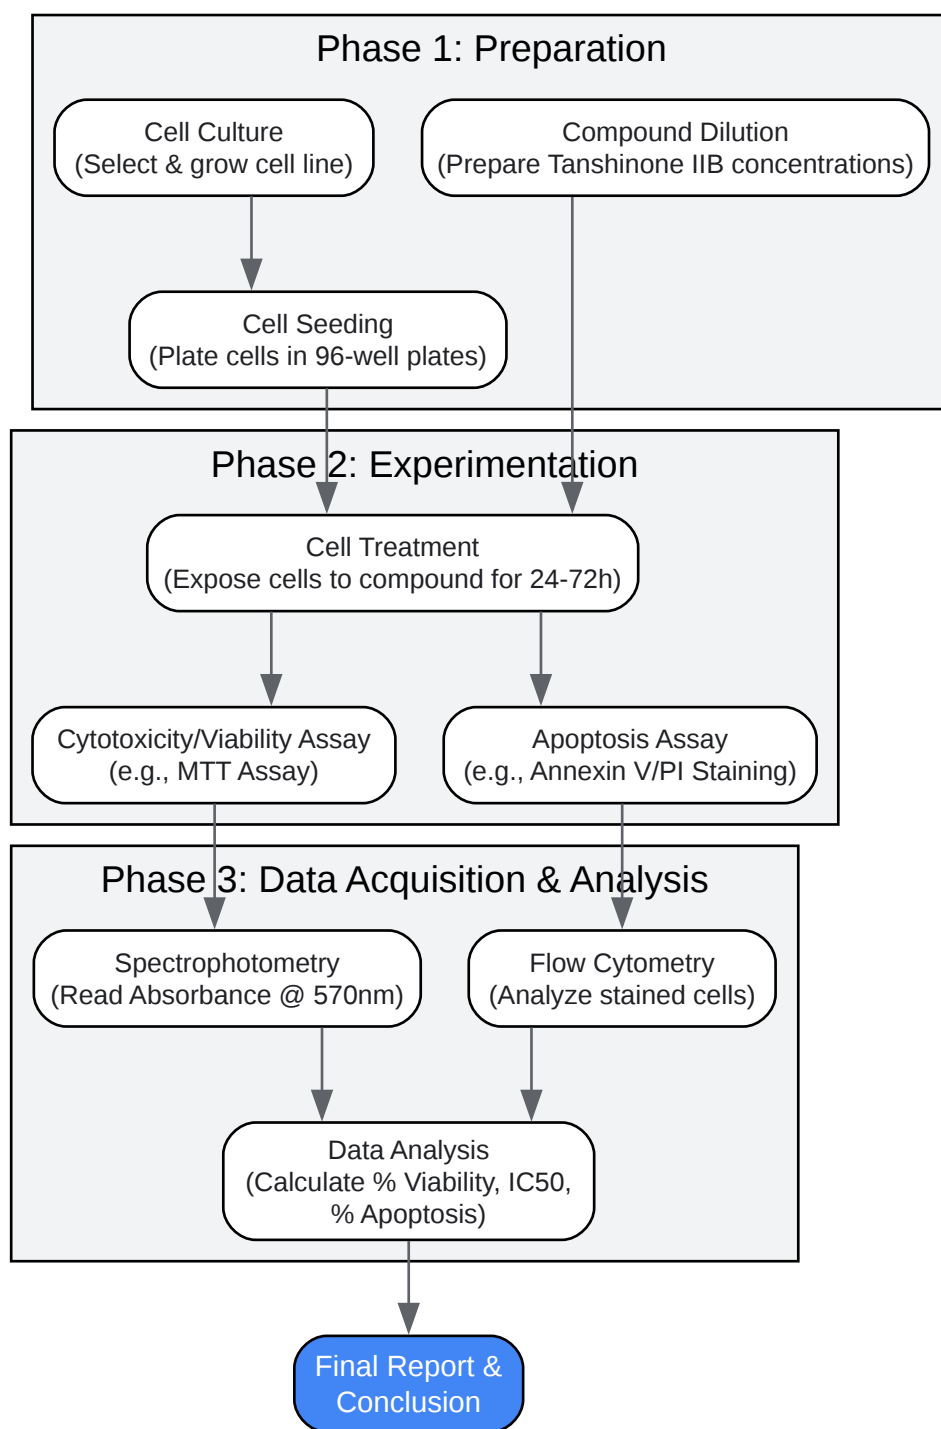 Phase 1: Preparation
Cell Culture
(Select & grow cell line)
Compound Dilution
(Prepare Tanshinone IIB concentrations)
Cell Seeding
(Plate cells in 96-well plates)
Phase 2: Experimentation
Cell Treatment
(Expose cells to compound for 24-72h)
Cytotoxicity/Viability Assay
(e.g., MTT Assay)
Apoptosis Assay
(e.g., Annexin V/PI Staining)
Phase 3: Data Acquisition & Analysis
Spectrophotometry
(Read Absorbance @ 570nm)
Flow Cytometry
(Analyze stained cells)
Data Analysis
(Calculate % Viability, IC50,
% Apoptosis)
Final Report &
Conclusion